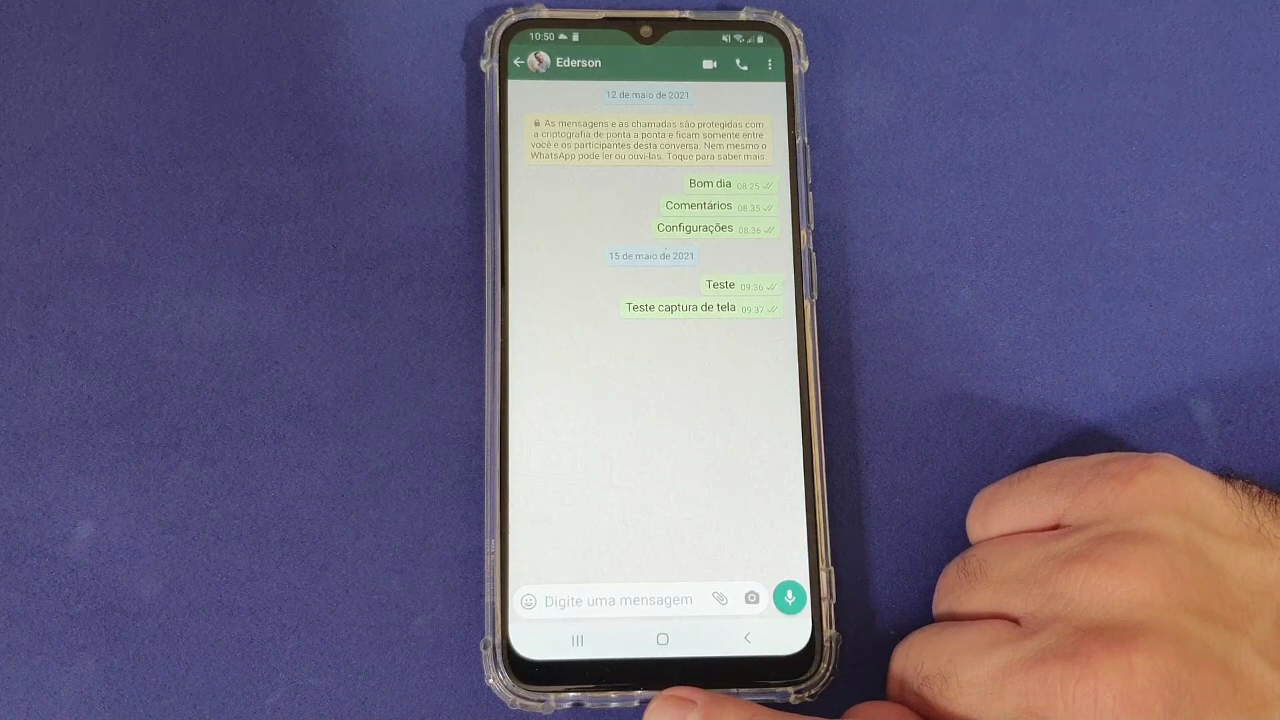 10:50
Ederson
12 de maio de 2021
As mensagens e as chamadas são protegidas com
a criptografia de ponta a ponta e ficam somente entre
você e os participantes desta conversa. Nem mesmo o
WhatsApp pode ler ou ouvi-las. Toque para saber mais.
Bom dia 08:25
Comentários 08:35
Configurações 08:36
15 de maio de 2021
Teste 09:36
Teste captura de tela 09:37
Digite uma mensagem